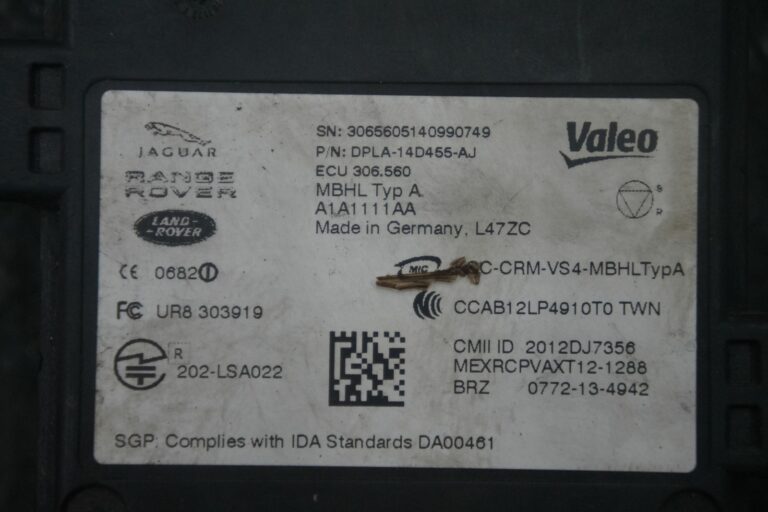 JAGUAR
RANGE
ROVER
LAND-
ROVER
CE 0682
FC UR8 303919
R
202-LSA022
SN: 3065605140990749
P/N: DPLA-14D455-AJ
ECU 306.560
MBHL Typ A
A1A1111AA
Made in Germany, L47ZC
Valeo
S
R
MIC
C-CRM-VS4-MBHLTypA
CCAB12LP4910T0 TWN
CMII ID 2012DJ7356
MEXRCPVAXT12-1288
BRZ 0772-13-4942
SGP: Complies with IDA Standards DA00461